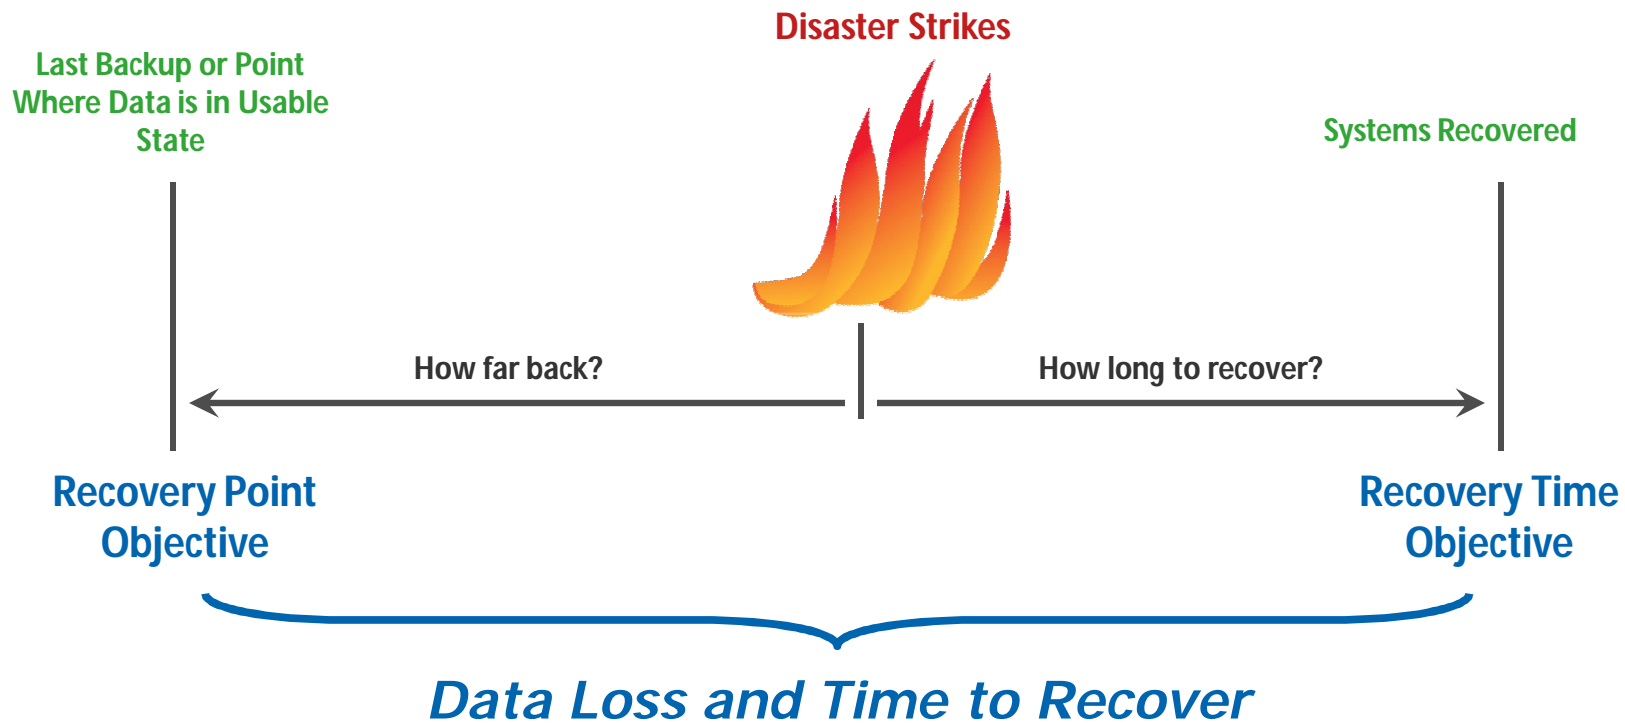 Disaster Strikes
Last Backup or Point
Where Data is in Usable
State
Systems Recovered
How far back?
How long to recover?
Recovery Point
Objective
Recovery Time
Objective
Data Loss and Time to Recover